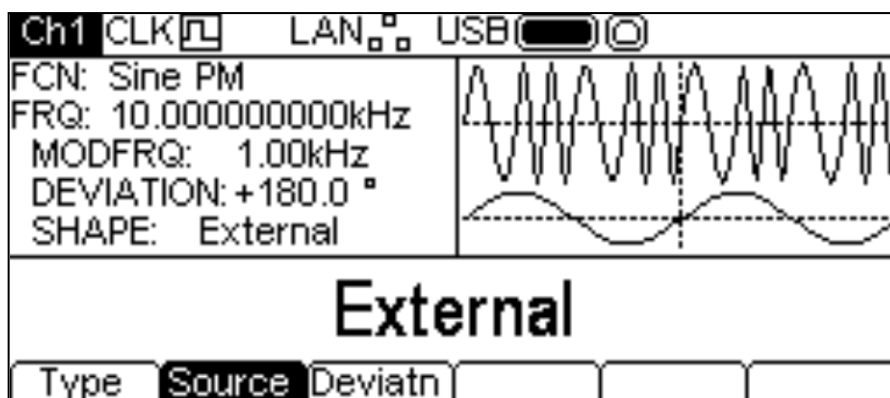 Ch1 CLK LAN USB
FCN: Sine PM
FRQ: 10.000000000kHz
MODFRQ: 1.00kHz
DEVIATION: +180.0 °
SHAPE: External
External
Type Source Deviatn